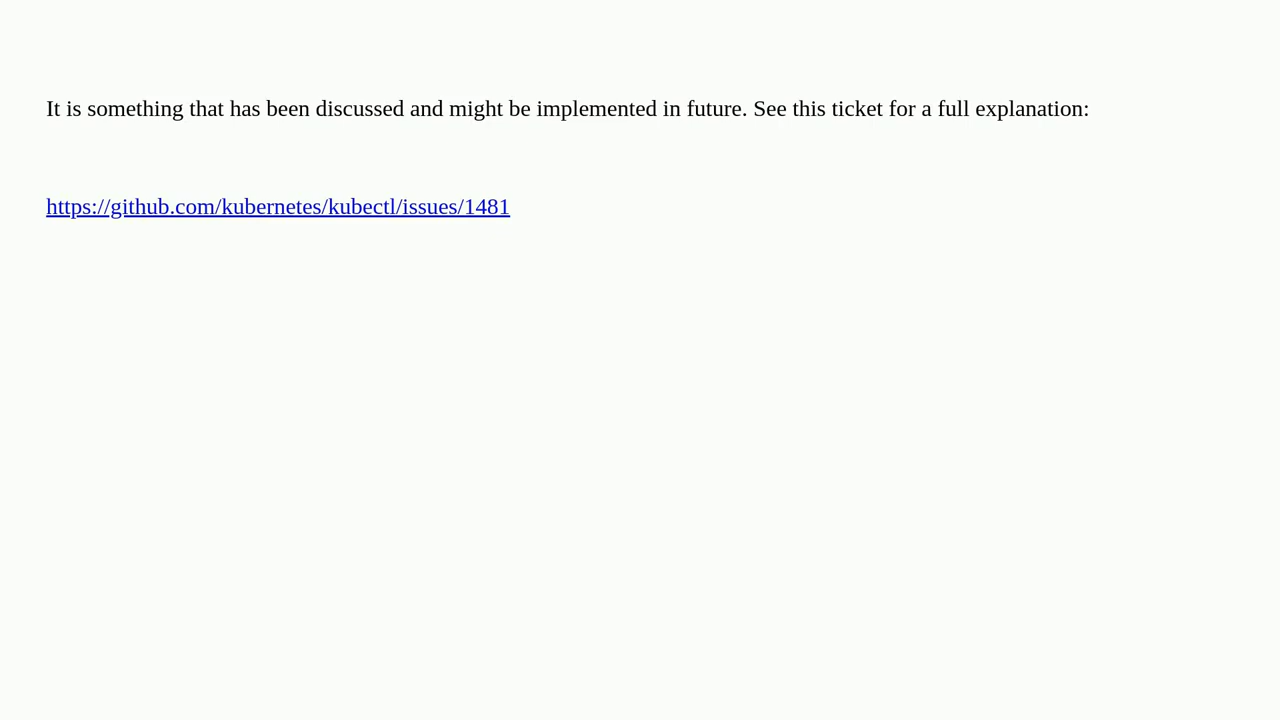 It is something that has been discussed and might be implemented in future. See this ticket for a full explanation:
https://github.com/kubernetes/kubectl/issues/1481